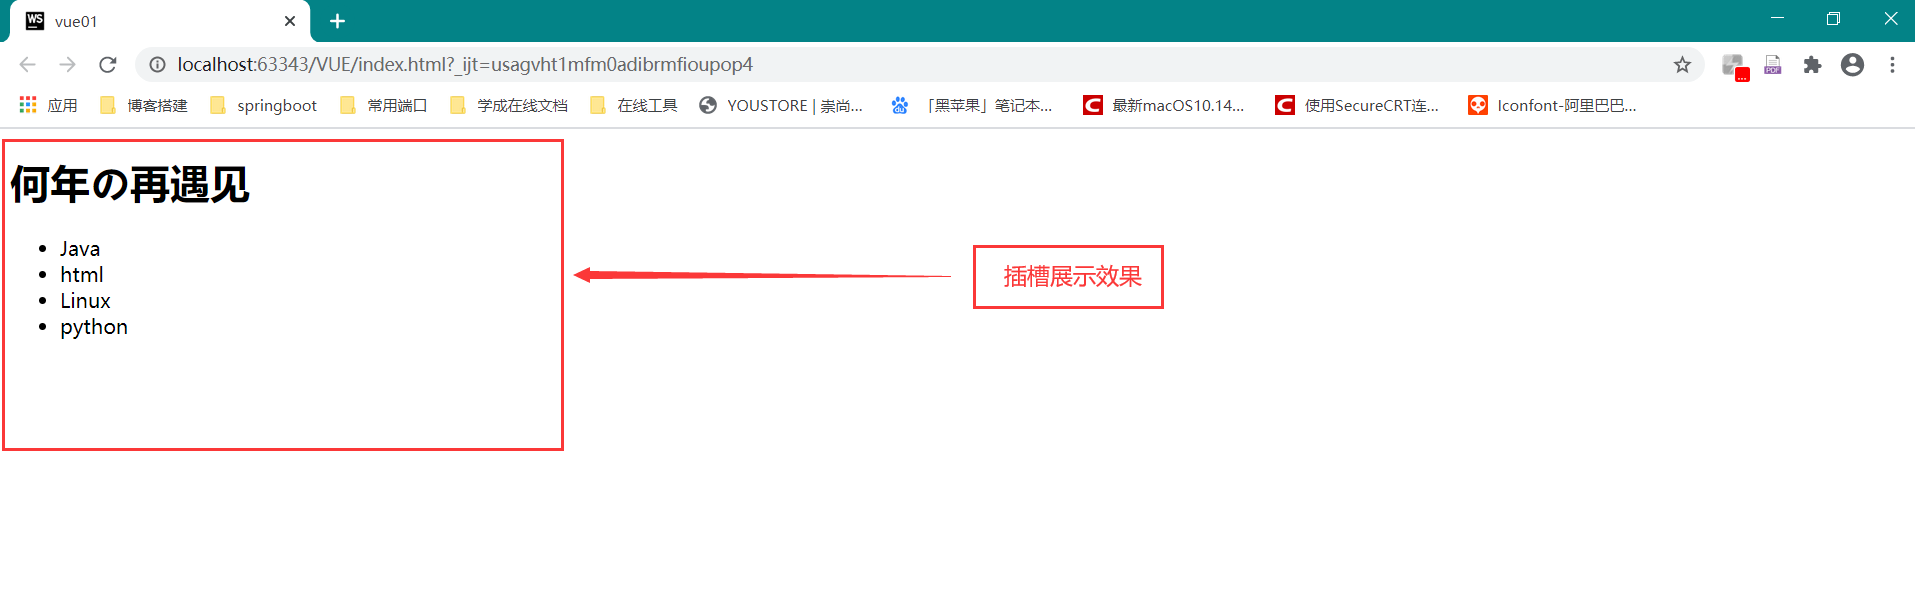 WS vue01
localhost:63343/VUE/index.html?_ijt=usagvht1mfm0adibrmfioupop4
PDF
应用 博客搭建 springboot 常用端口 学成在线文档 在线工具 YOUSTORE | 崇尚... 「黑苹果」笔记本... 最新macOS10.14... 使用SecureCRT连... Iconfont-阿里巴巴...
何年の再遇见
Java
html
Linux
python
插槽展示效果